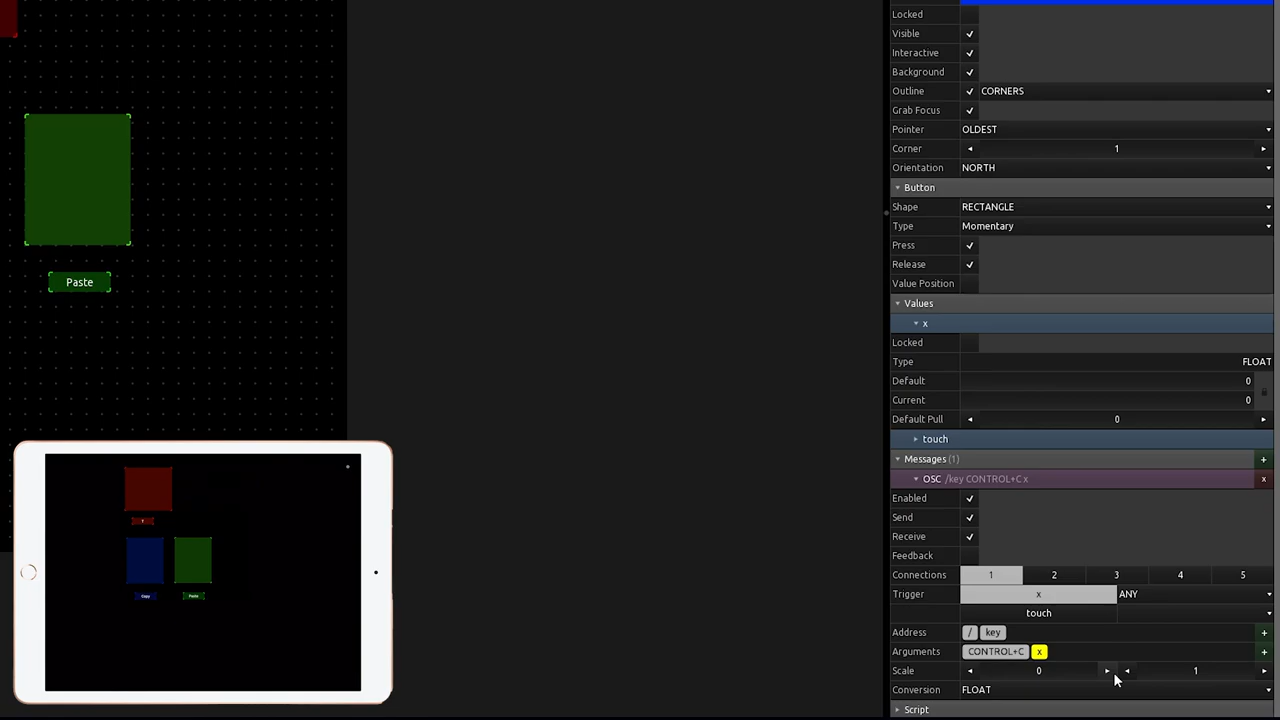 Locked
Visible
Interactive
Background
Outline CORNERS
Grab Focus
Pointer OLDEST
Corner 1
Orientation NORTH
Button
Shape RECTANGLE
Type Momentary
Press
Release
Value Position
Values
x
Locked
Type FLOAT
Default 0
Current 0
Default Pull 0
touch
Messages (1) +
OSC /key CONTROL+C x x
Enabled
Send
Receive
Feedback
Connections 1 2 3 4 5
Trigger x ANY
touch
Address / key +
Arguments CONTROL+C x +
Scale 0 1
Conversion FLOAT
Script
Paste
Copy Paste